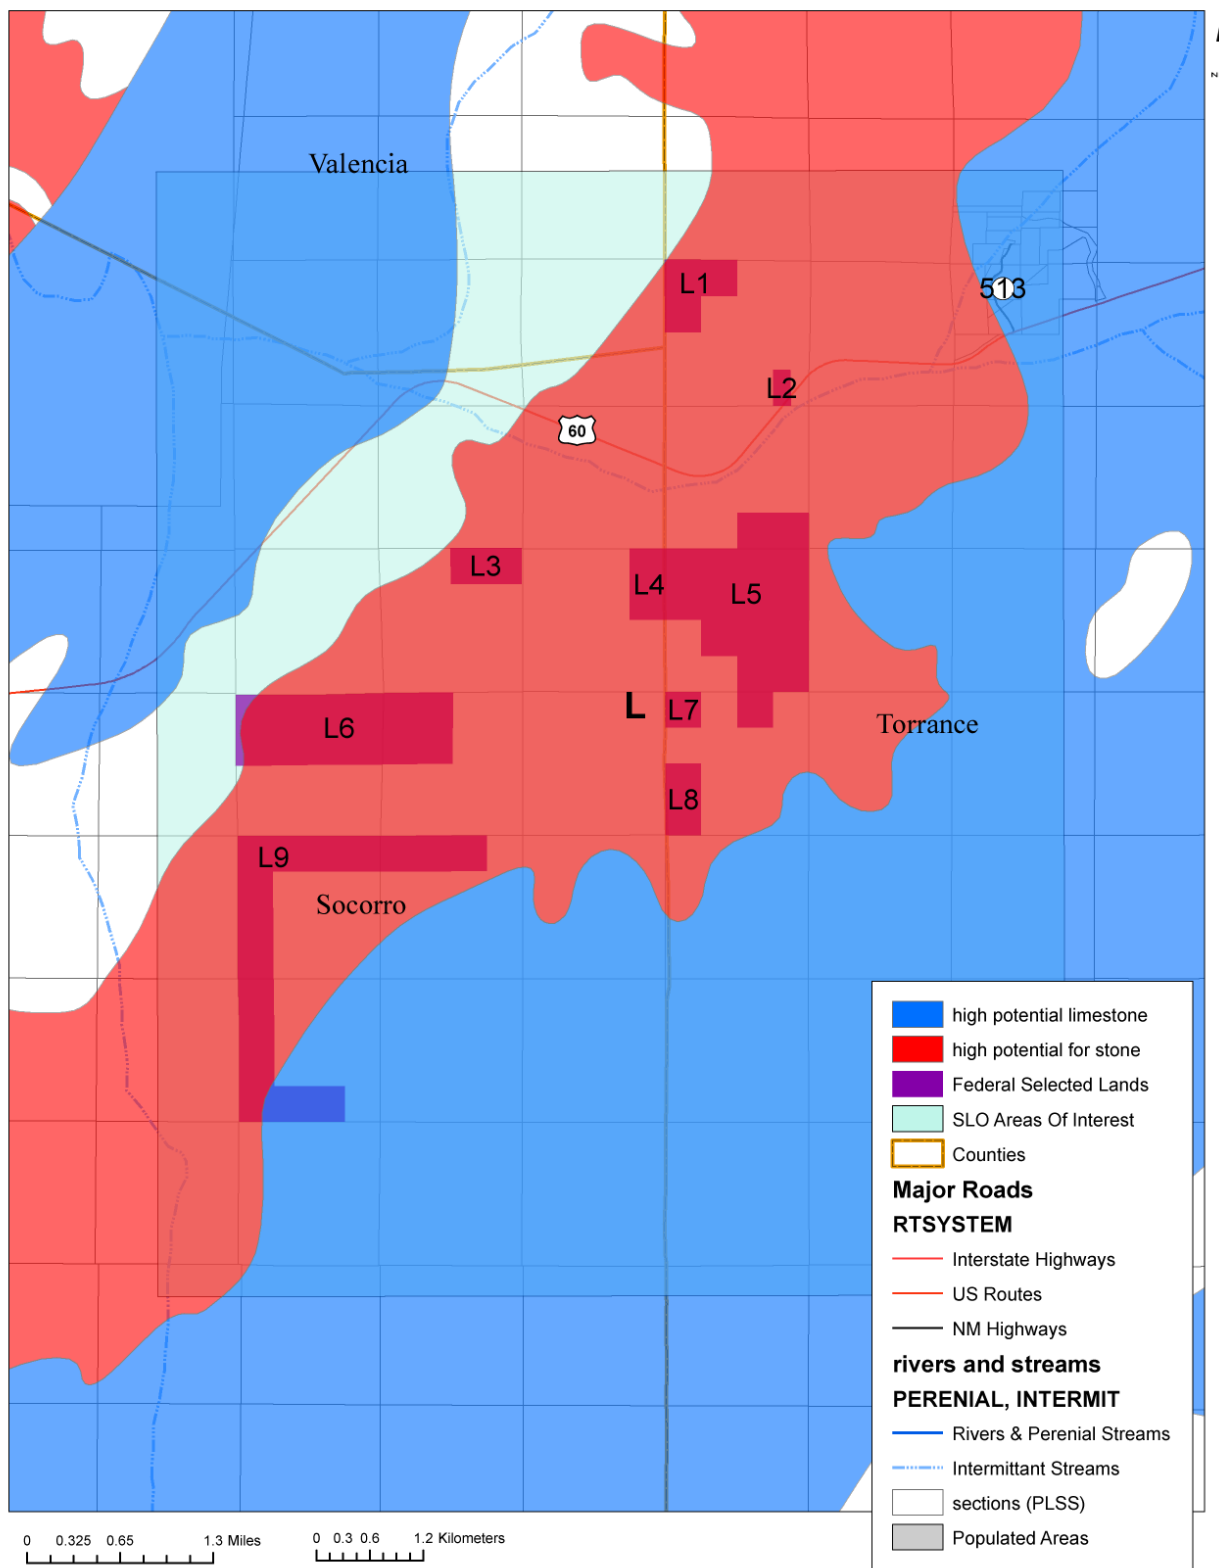 Valencia
L1
513
L2
60
L3
L4
L5
L
L7
L6
Torrance
L8
L9
Socorro
high potential limestone
high potential for stone
Federal Selected Lands
SLO Areas Of Interest
Counties
Major Roads
RTSYSTEM
Interstate Highways
US Routes
NM Highways
rivers and streams
PERENIAL, INTERMIT
Rivers & Perenial Streams
Intermittant Streams
sections (PLSS)
Populated Areas
0 0.325 0.65 1.3 Miles
0 0.3 0.6 1.2 Kilometers